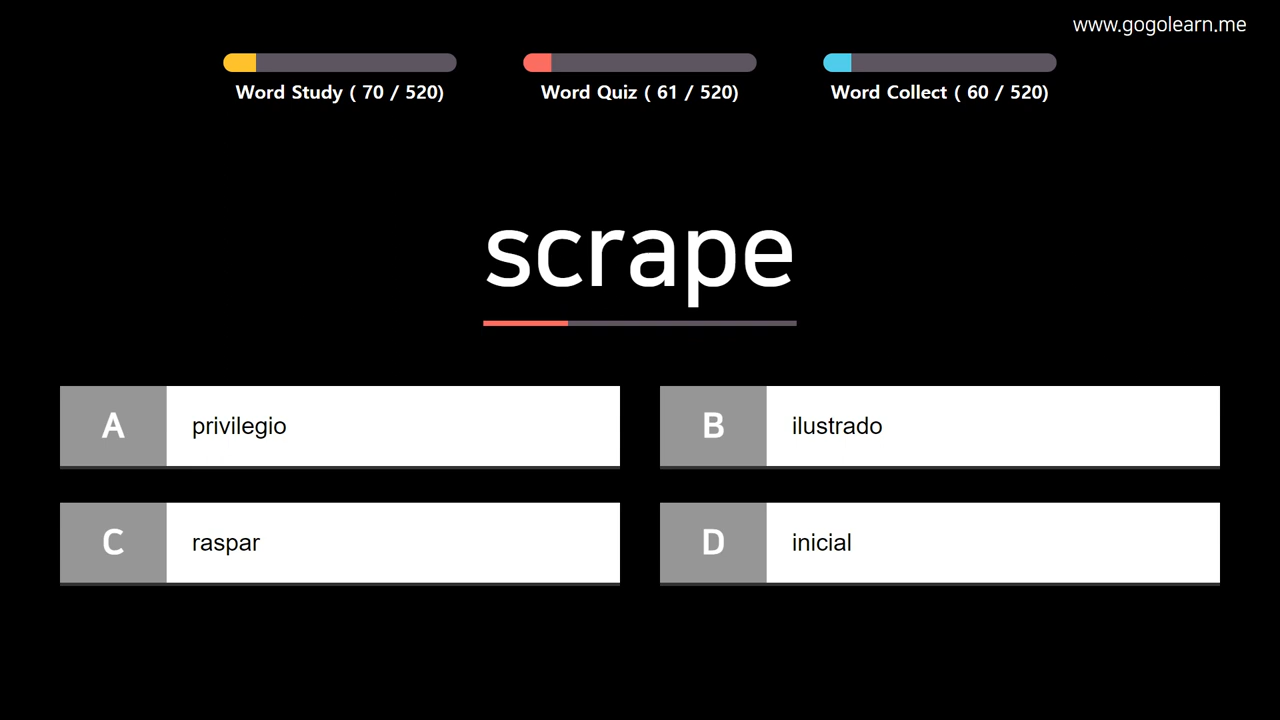 www.gogolearn.me
Word Study ( 70 / 520)
Word Quiz ( 61 / 520)
Word Collect ( 60 / 520)
scrape
A privilegio
B ilustrado
C raspar
D inicial